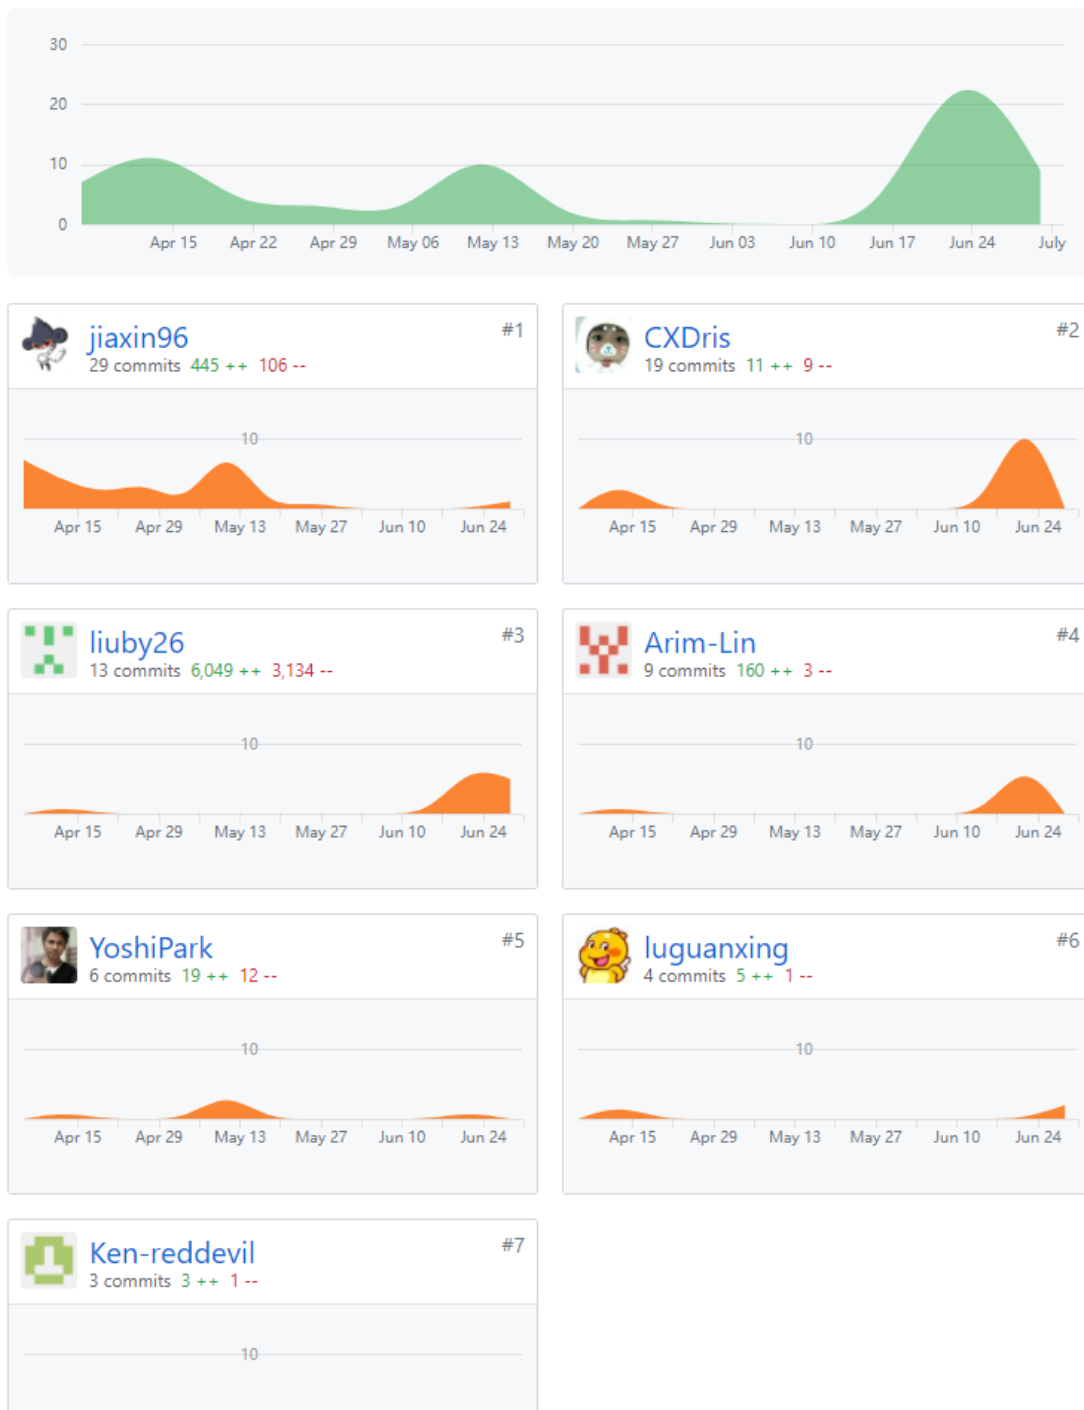 30
20
10
0
Apr 15 Apr 22 Apr 29 May 06 May 13 May 20 May 27 Jun 03 Jun 10 Jun 17 Jun 24 July
jiaxin96 #1
29 commits 445 ++ 106 --
10
Apr 15 Apr 29 May 13 May 27 Jun 10 Jun 24
CXDris #2
19 commits 11 ++ 9 --
10
Apr 15 Apr 29 May 13 May 27 Jun 10 Jun 24
liuby26 #3
13 commits 6,049 ++ 3,134 --
10
Apr 15 Apr 29 May 13 May 27 Jun 10 Jun 24
Arim-Lin #4
9 commits 160 ++ 3 --
10
Apr 15 Apr 29 May 13 May 27 Jun 10 Jun 24
YoshiPark #5
6 commits 19 ++ 12 --
10
Apr 15 Apr 29 May 13 May 27 Jun 10 Jun 24
luguanxing #6
4 commits 5 ++ 1 --
10
Apr 15 Apr 29 May 13 May 27 Jun 10 Jun 24
Ken-reddevil #7
3 commits 3 ++ 1 --
10